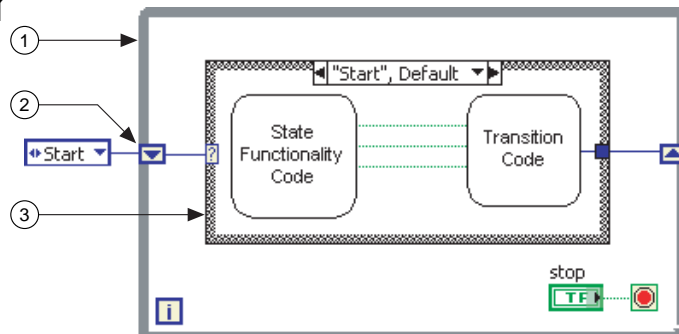 1
"Start", Default
2
State
Functionality
Code
Transition
Code
Start
?
3
stop
TF
i